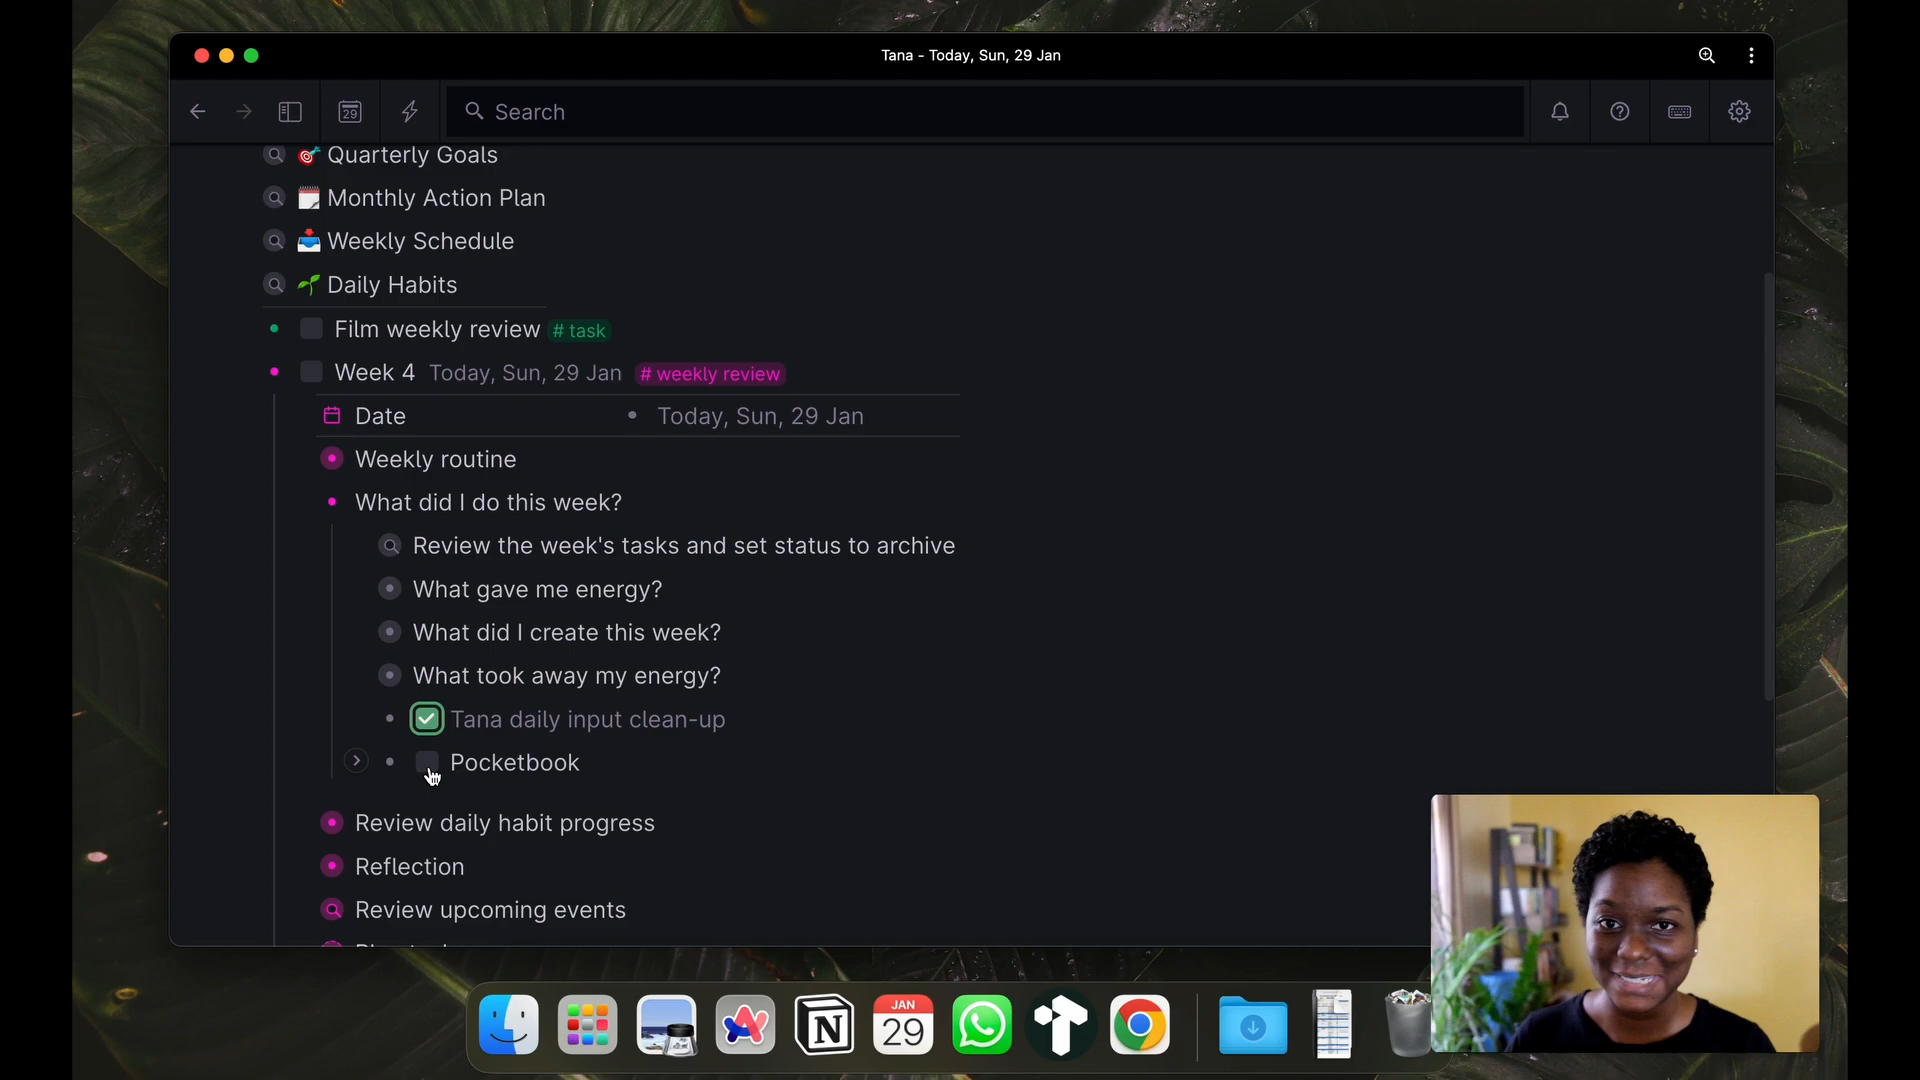 Tana - Today, Sun, 29 Jan
29
Search
Quarterly Goals
Monthly Action Plan
Weekly Schedule
Daily Habits
Film weekly review # task
Week 4 Today, Sun, 29 Jan # weekly review
Date Today, Sun, 29 Jan
Weekly routine
What did I do this week?
Review the week's tasks and set status to archive
What gave me energy?
What did I create this week?
What took away my energy?
Tana daily input clean-up
Pocketbook
Review daily habit progress
Reflection
Review upcoming events
JAN
29